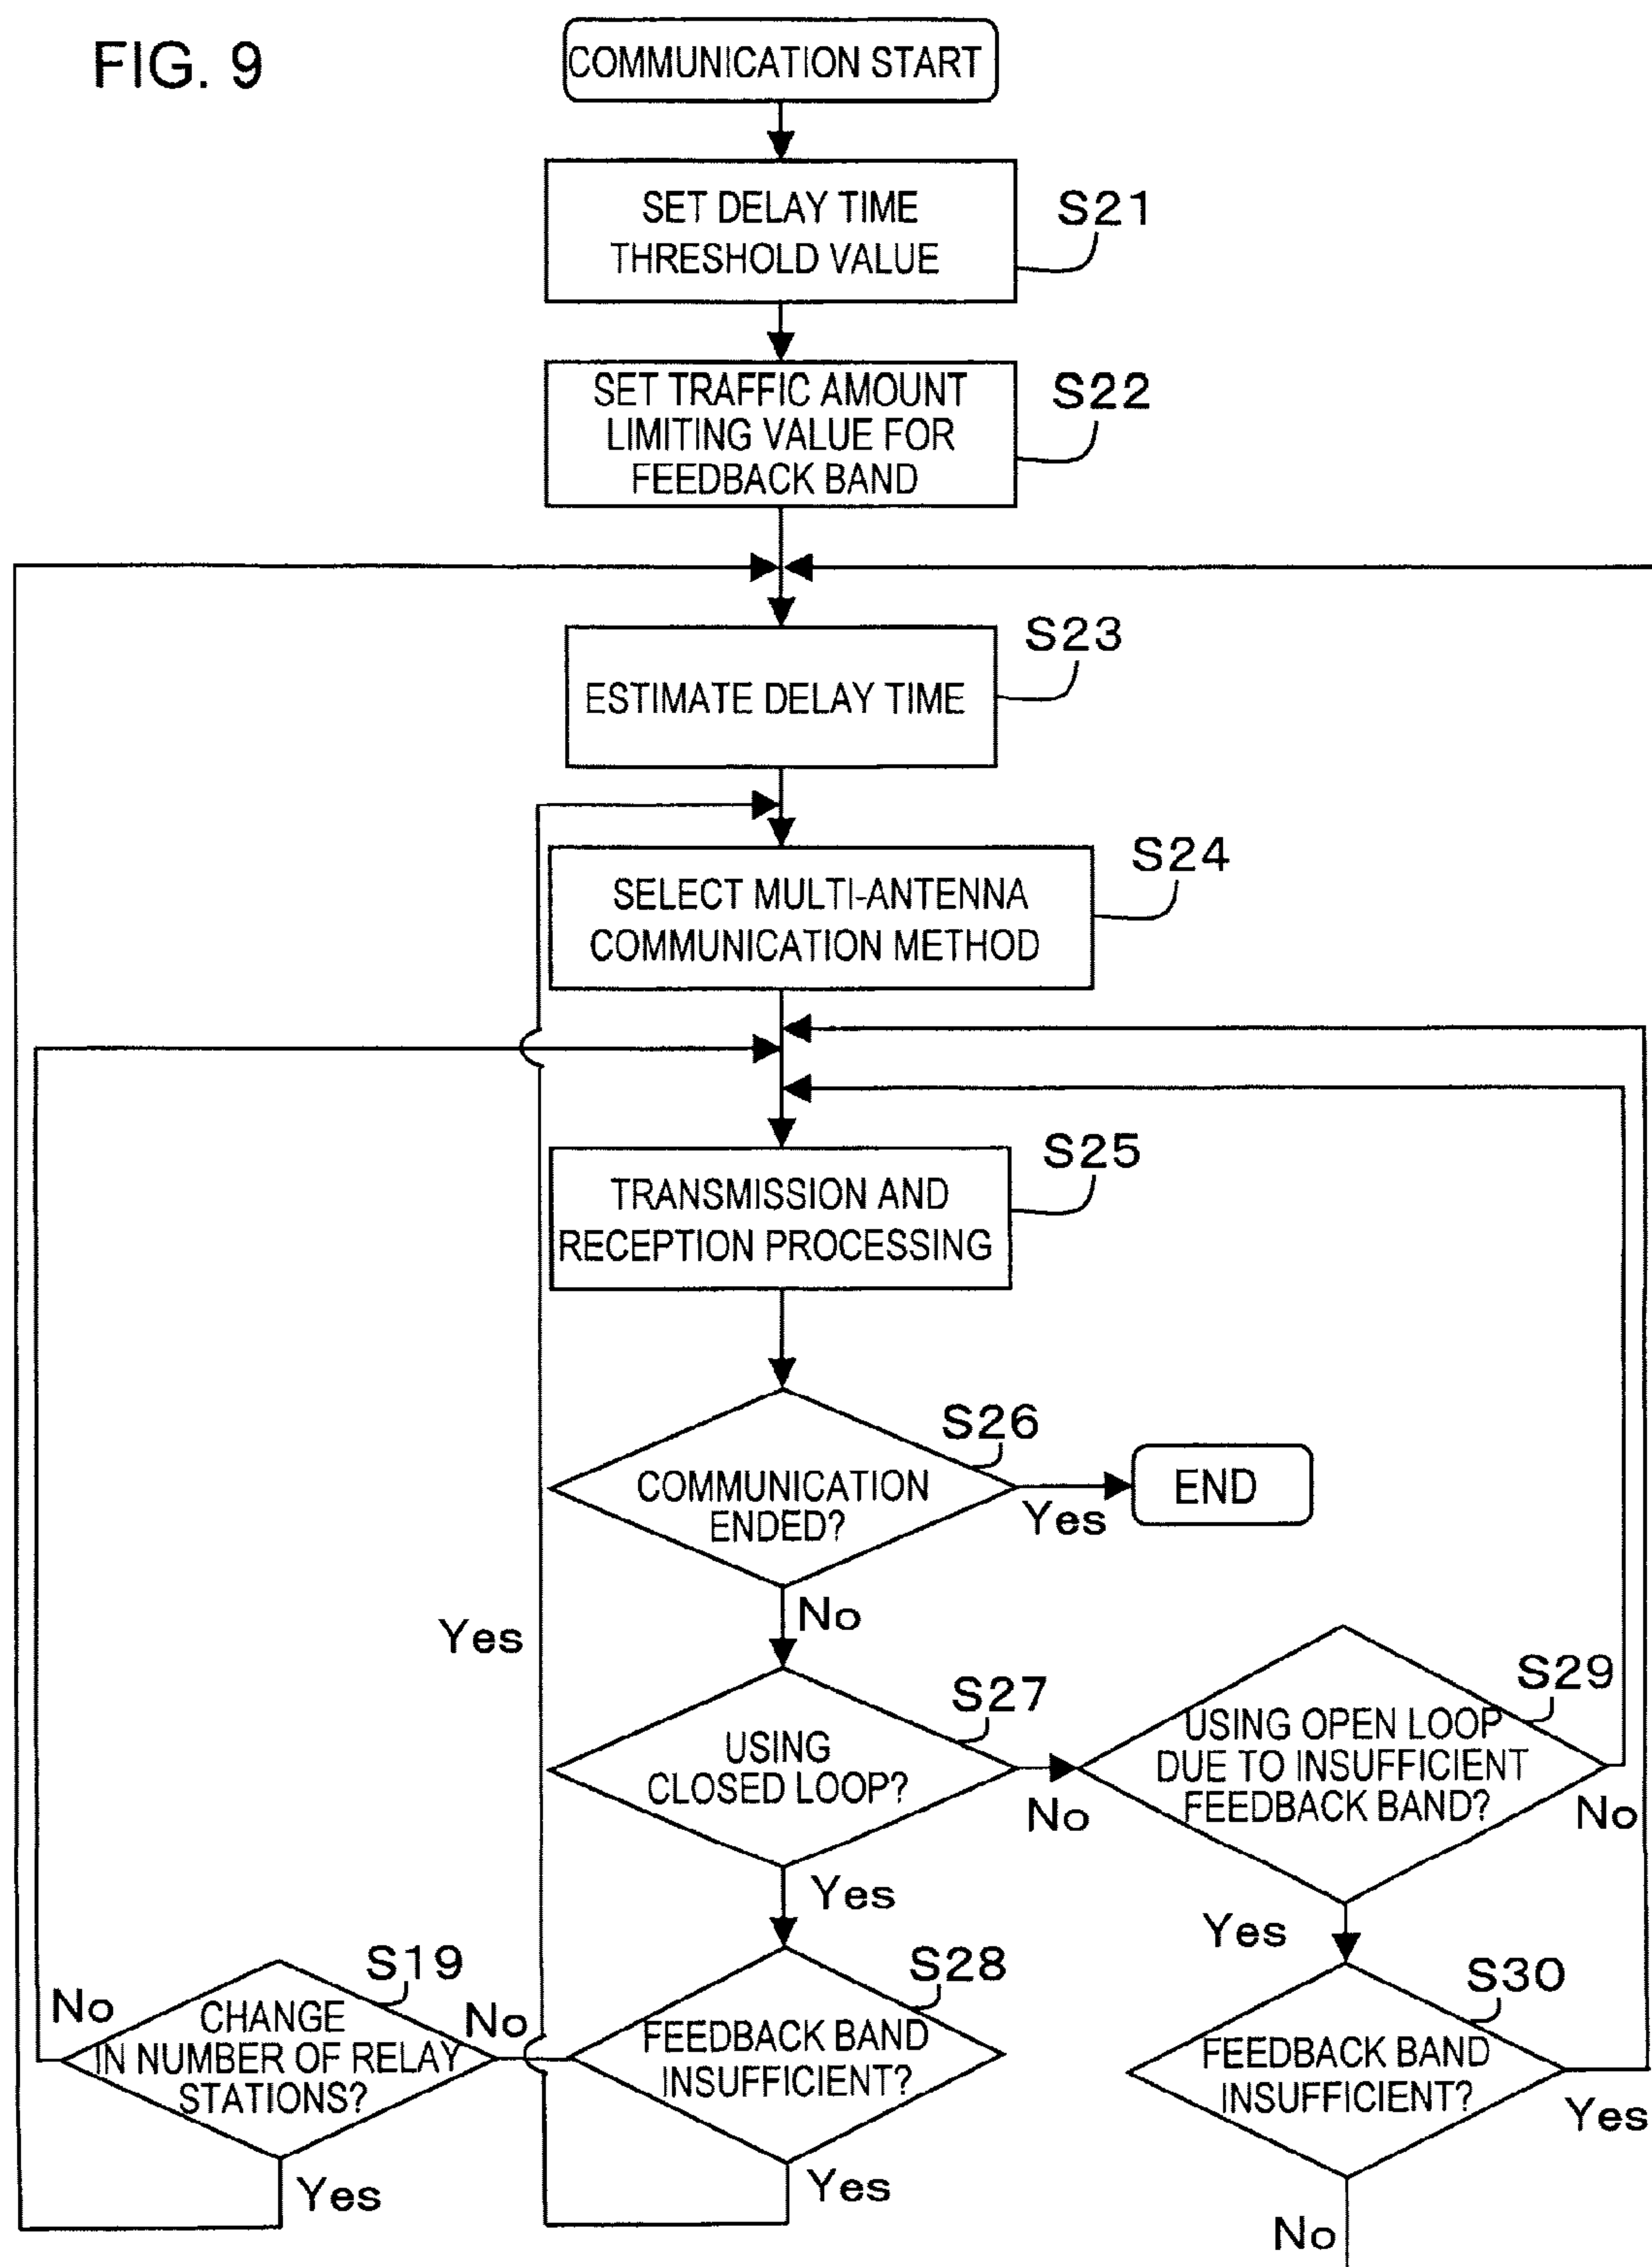 FIG. 9
COMMUNICATION START
SET DELAY TIME
THRESHOLD VALUE
S21
SET TRAFFIC AMOUNT
LIMITING VALUE FOR
FEEDBACK BAND
S22
ESTIMATE DELAY TIME
S23
SELECT MULTI-ANTENNA
COMMUNICATION METHOD
S24
TRANSMISSION AND
RECEPTION PROCESSING
S25
COMMUNICATION
ENDED?
S26
Yes
END
No
Yes
USING
CLOSED LOOP?
S27
No
USING OPEN LOOP
DUE TO INSUFFICIENT
FEEDBACK BAND?
S29
No
Yes
Yes
CHANGE
IN NUMBER OF RELAY
STATIONS?
S19
No
Yes
No
FEEDBACK BAND
INSUFFICIENT?
S28
Yes
FEEDBACK BAND
INSUFFICIENT?
S30
Yes
No